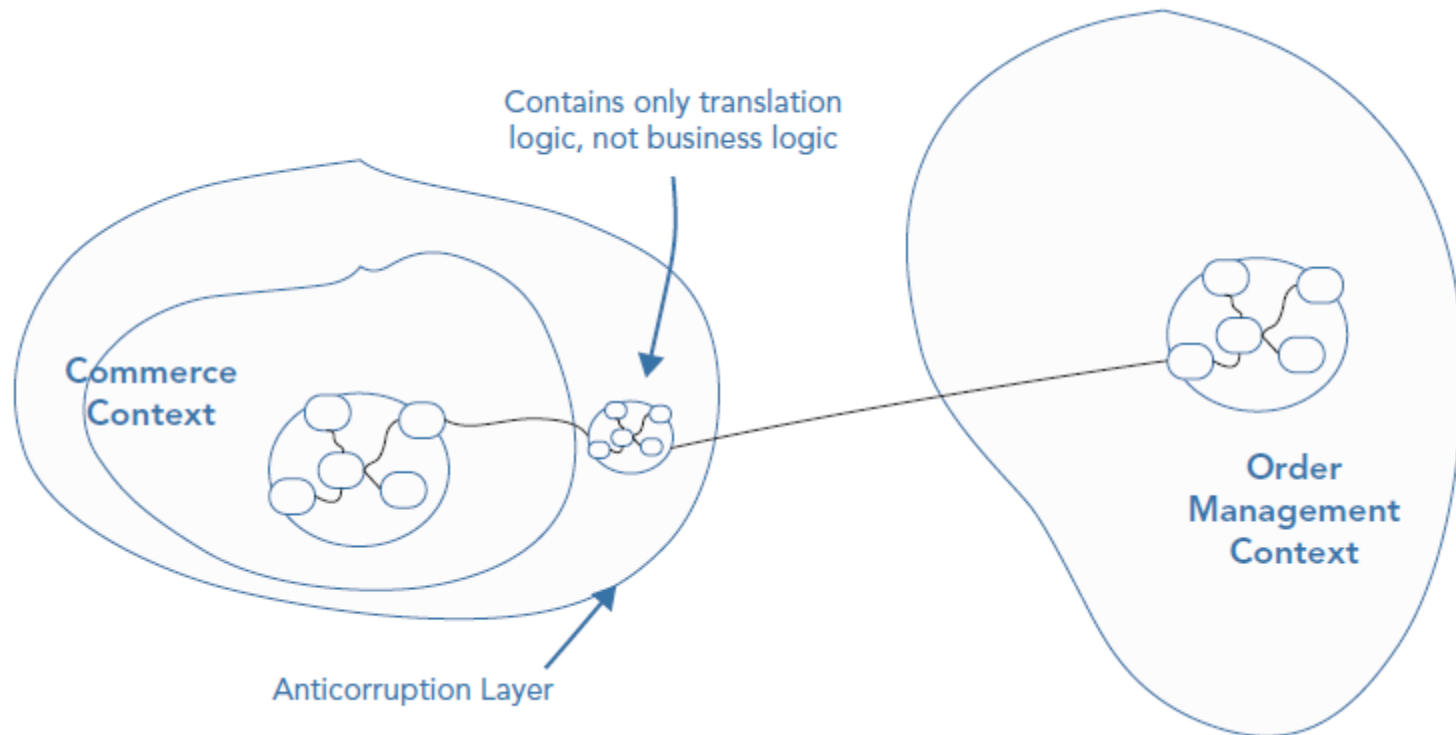 Contains only translation
logic, not business logic
Commerce
Context
Order
Management
Context
Anticorruption Layer